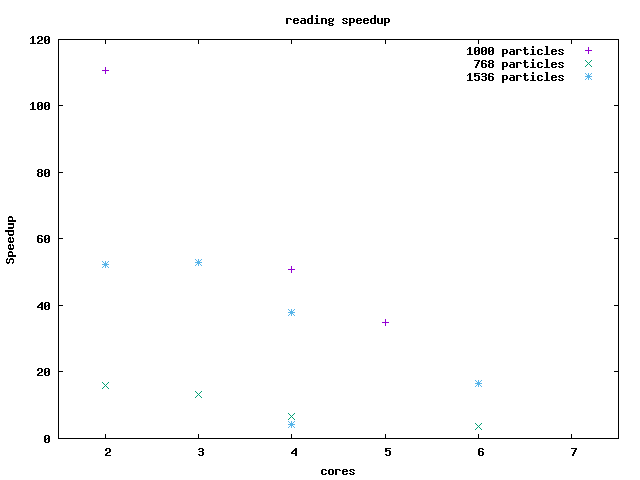 reading speedup
120
1000 particles
768 particles
1536 particles
100
80
60
40
20
0
Speedup
2 3 4 5 6 7
cores